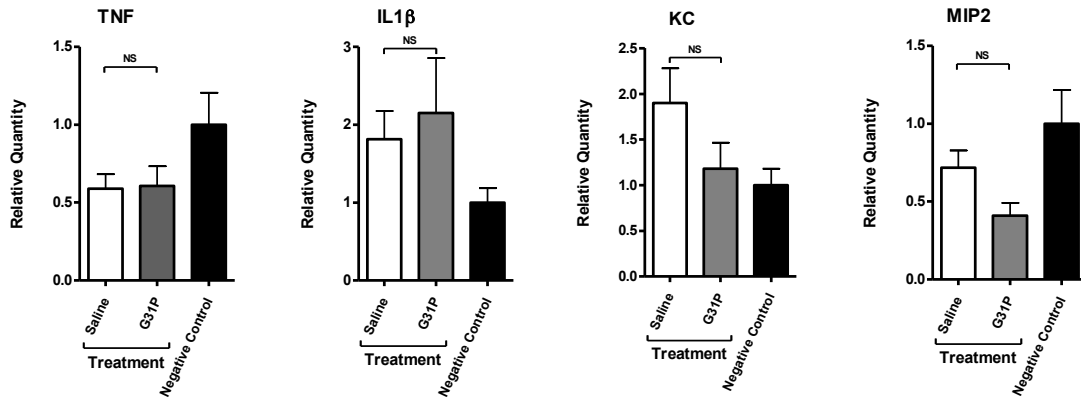 TNF
NS
Relative Quantity
1.5
1.0
0.5
0.0
Saline
G31P
Negative Control
Treatment
IL1β
NS
Relative Quantity
3
2
1
0
Saline
G31P
Negative Control
Treatment
KC
NS
Relative Quantity
2.5
2.0
1.5
1.0
0.5
0.0
Saline
G31P
Negative Control
Treatment
MIP2
NS
Relative Quantity
1.5
1.0
0.5
0.0
Saline
G31P
Negative Control
Treatment